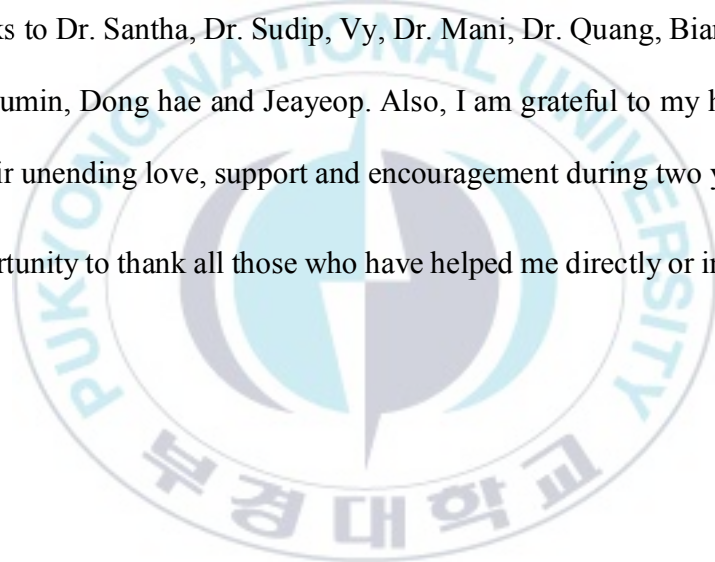 ks to Dr. Santha, Dr. Sudip, Vy, Dr. Mani, Dr. Quang, Bian
umin, Dong hae and Jeayeop. Also, I am grateful to my h
ir unending love, support and encouragement during two y
rtunity to thank all those who have helped me directly or in
PUKYONG NATIONAL UNIVERSITY
부경대학교